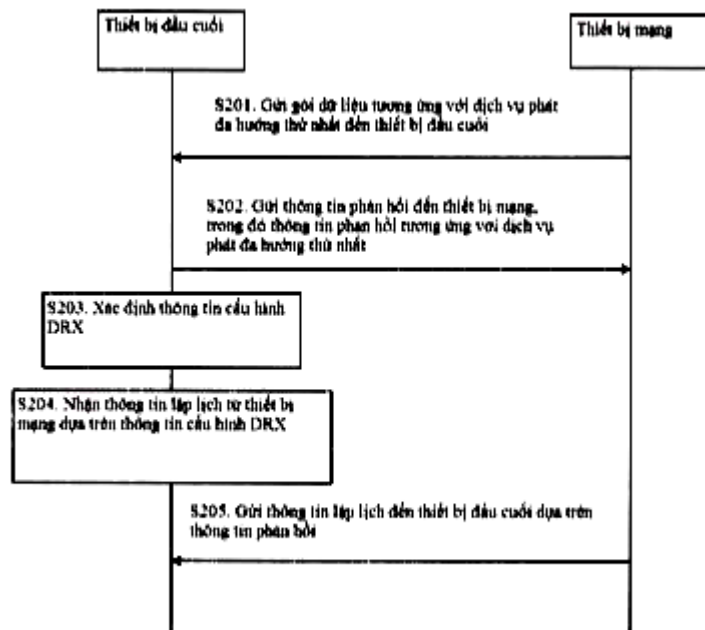 Thiết bị đầu cuối
Thiết bị mạng
S201. Gửi gói dữ liệu tương ứng với dịch vụ phát
đa hướng thứ nhất đến thiết bị đầu cuối
S202. Gửi thông tin phản hồi đến thiết bị mạng,
trong đó thông tin phản hồi tương ứng với dịch vụ
phát đa hướng thứ nhất
S203. Xác định thông tin cấu hình
DRX
S204. Nhận thông tin lập lịch từ thiết bị
mạng dựa trên thông tin cấu hình DRX
S205. Gửi thông tin lập lịch đến thiết bị đầu cuối dựa trên
thông tin phản hồi